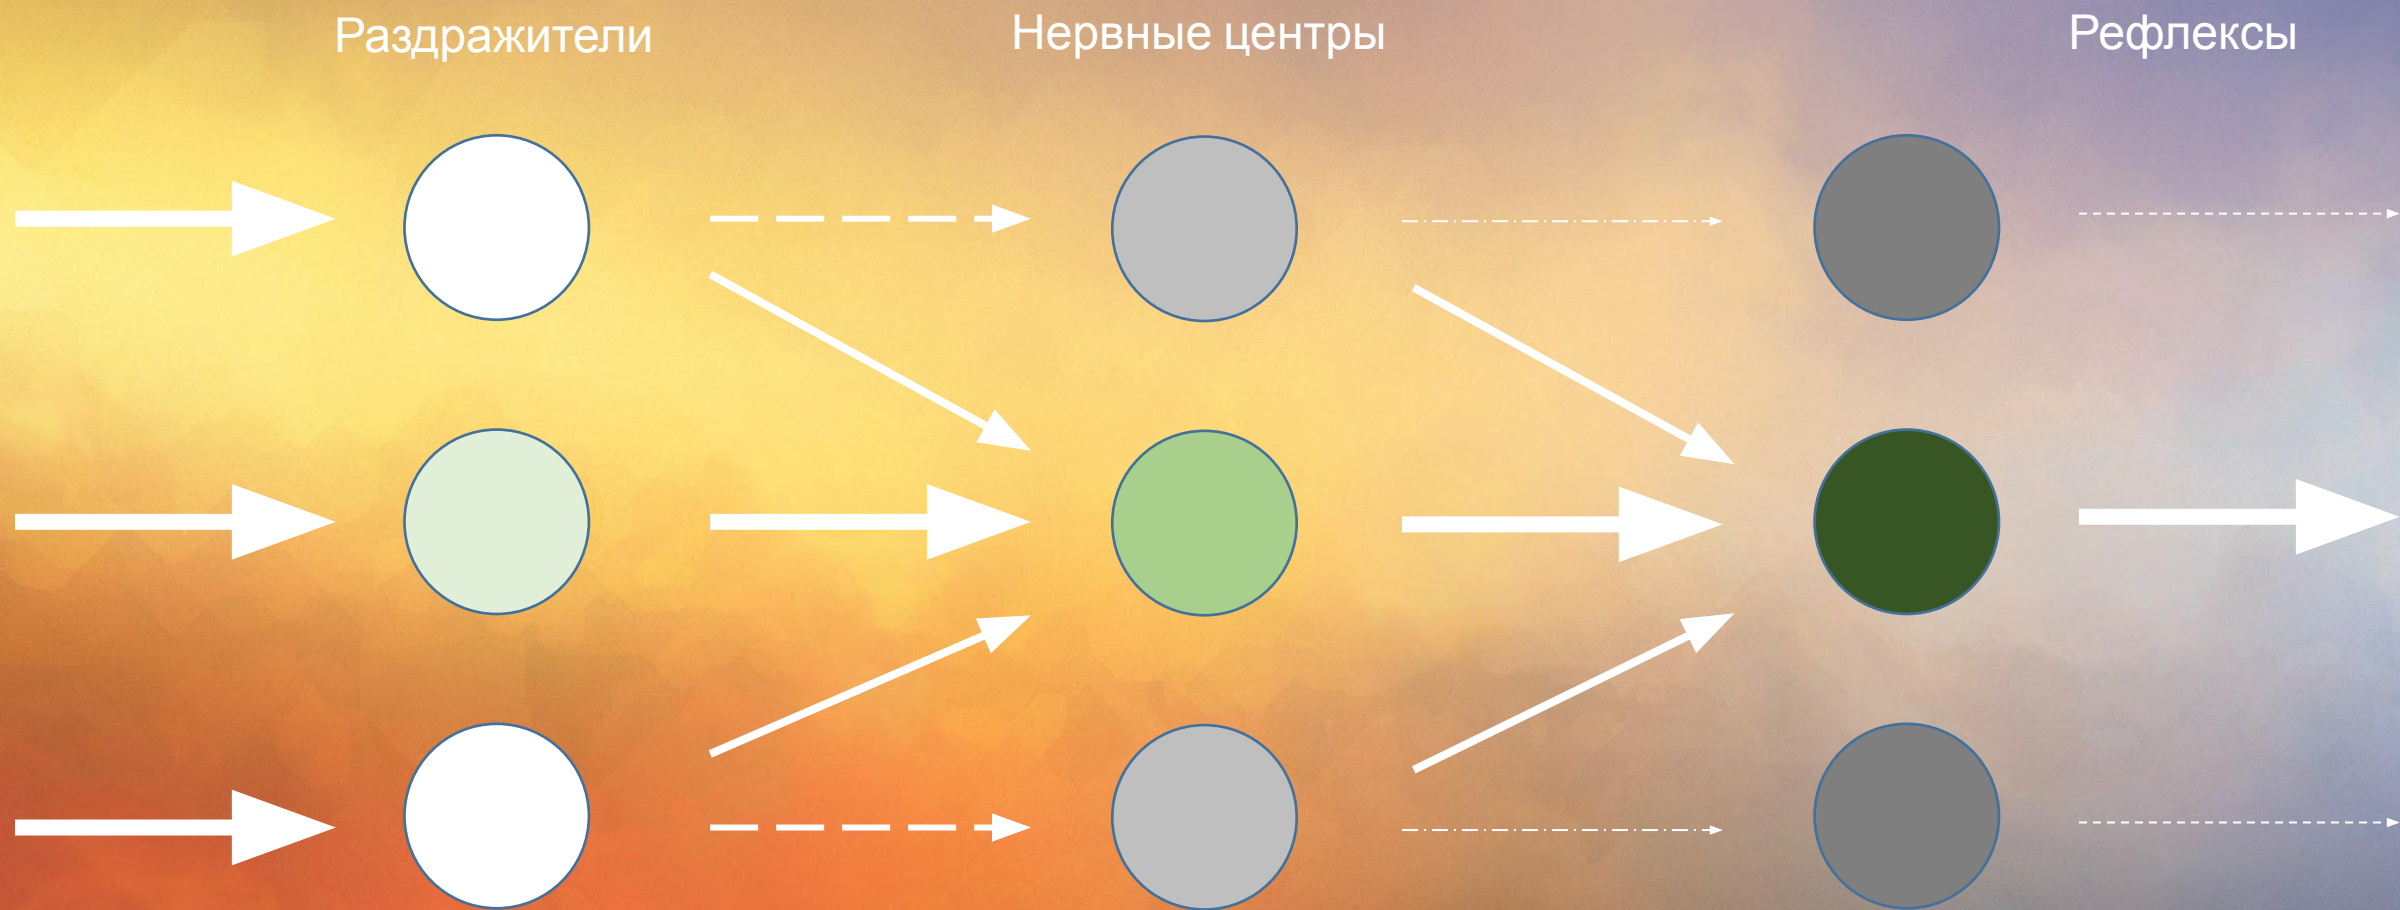 Раздражители
Нервные центры
Рефлексы